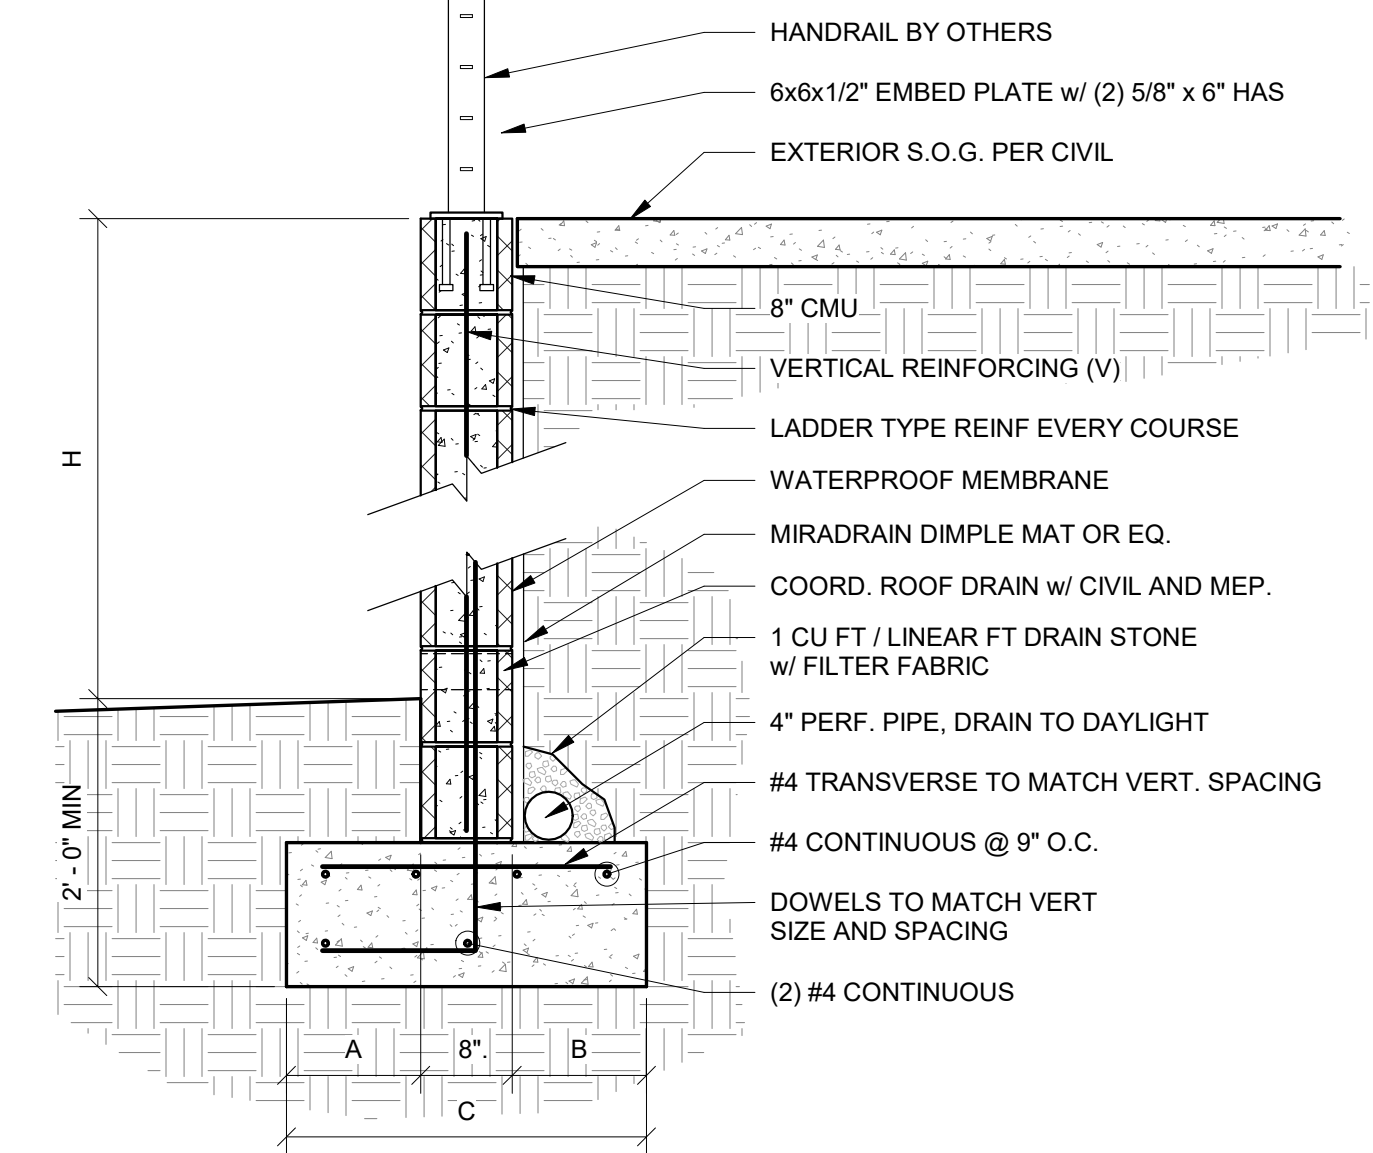 HANDRAIL BY OTHERS
6x6x1/2" EMBED PLATE w/ (2) 5/8" x 6" HAS
EXTERIOR S.O.G. PER CIVIL
8" CMU
VERTICAL REINFORCING (V)
LADDER TYPE REINF EVERY COURSE
H
WATERPROOF MEMBRANE
MIRADRAIN DIMPLE MAT OR EQ.
COORD. ROOF DRAIN w/ CIVIL AND MEP.
1 CU FT / LINEAR FT DRAIN STONE
w/ FILTER FABRIC
4" PERF. PIPE, DRAIN TO DAYLIGHT
#4 TRANSVERSE TO MATCH VERT. SPACING
2' - 0" MIN
#4 CONTINUOUS @ 9" O.C.
DOWELS TO MATCH VERT
SIZE AND SPACING
(2) #4 CONTINUOUS
A
8".
B
C